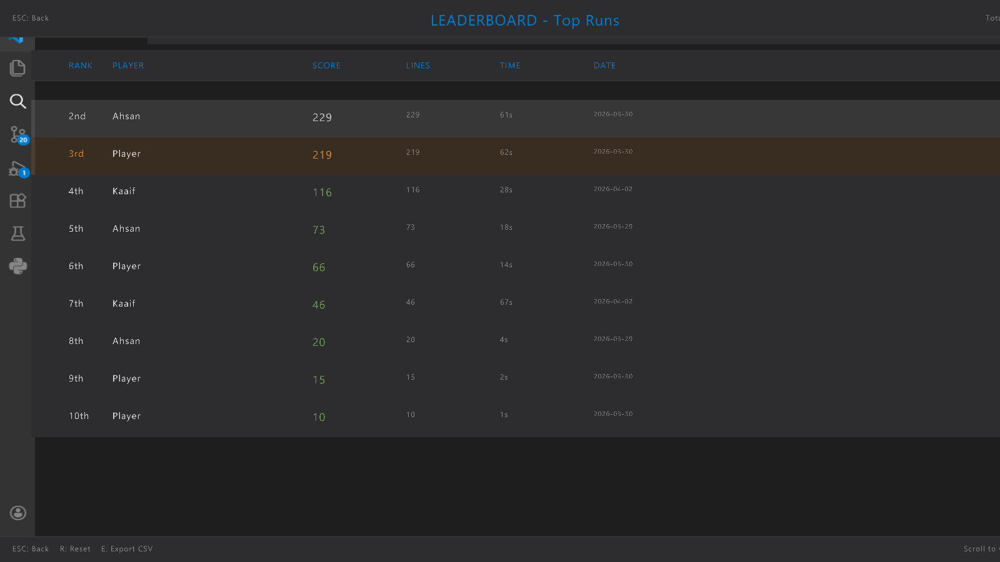 ESC: Back
LEADERBOARD - Top Runs
RANK PLAYER SCORE LINES TIME DATE
2nd Ahsan 229 229 61s 2026-03-30
20
3rd Player 219 219 62s 2026-03-30
1
4th Kaaif 116 116 28s 2026-04-02
5th Ahsan 73 73 18s 2026-03-29
6th Player 66 66 14s 2026-03-30
7th Kaaif 46 46 67s 2026-04-02
8th Ahsan 20 20 4s 2026-03-29
9th Player 15 15 2s 2026-03-30
10th Player 10 10 1s 2026-03-30
ESC: Back R: Reset E: Export CSV Scroll to